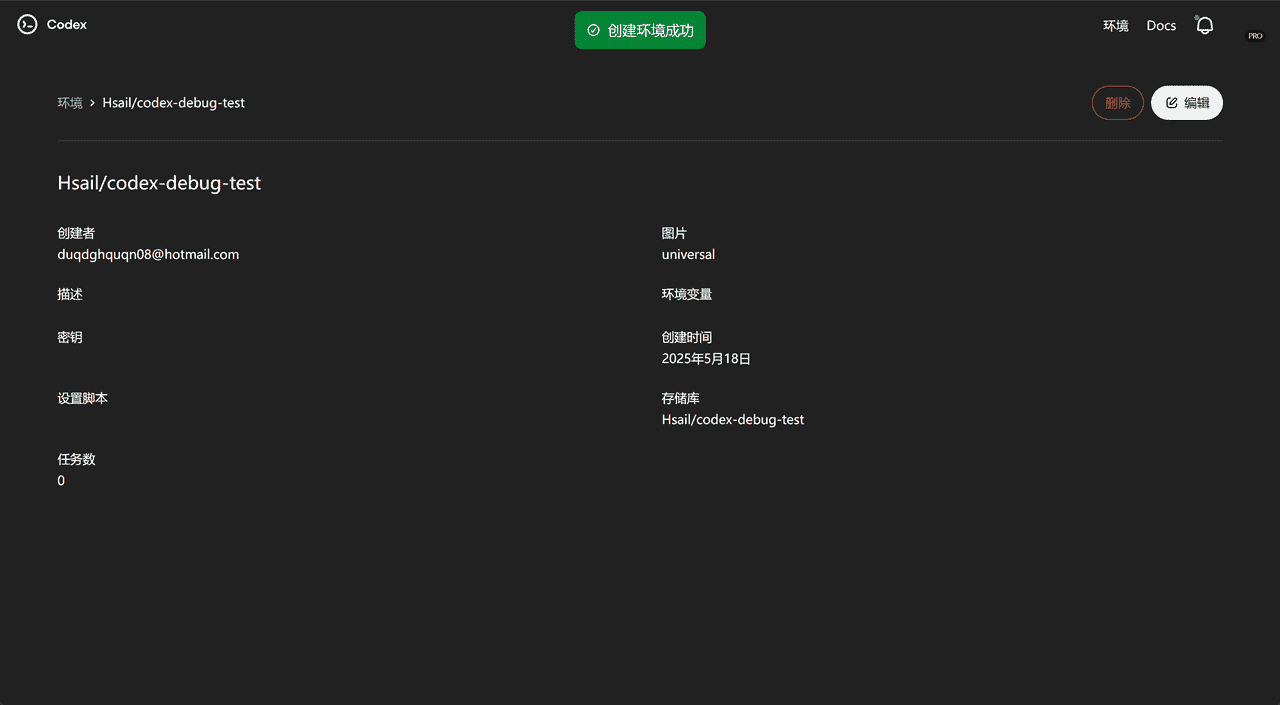 Codex
创建环境成功
环境 Docs
PRO
环境 > Hsail/codex-debug-test
删除 编辑
Hsail/codex-debug-test
创建者
duqdghquqn08@hotmail.com
图片
universal
描述
环境变量
密钥
创建时间
2025年5月18日
设置脚本
存储库
Hsail/codex-debug-test
任务数
0